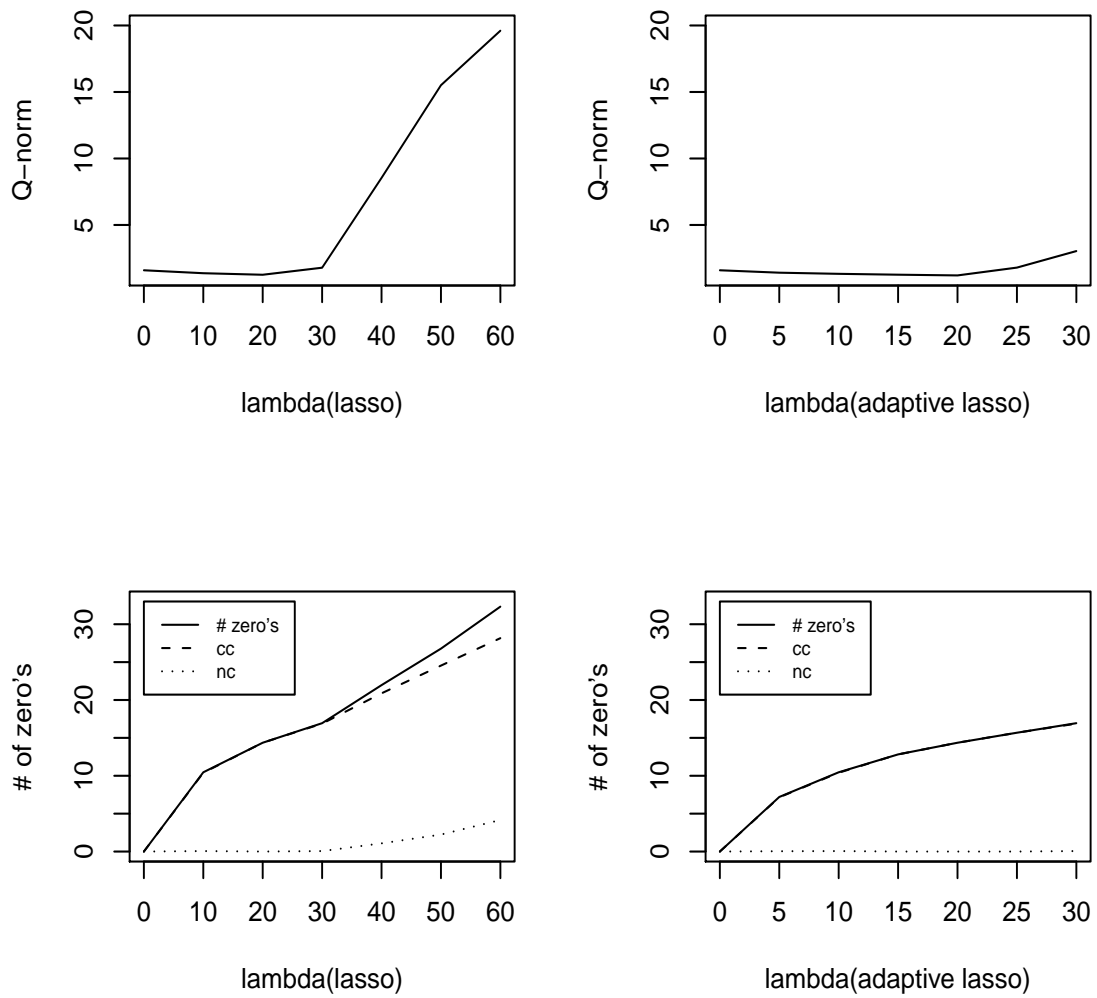 Q−norm
20
15
10
5
0 10 20 30 40 50 60
lambda(lasso)
Q−norm
20
15
10
5
0 5 10 15 20 25 30
lambda(adaptive lasso)
# of zero's
30
20
10
0
# zero's
cc
nc
0 10 20 30 40 50 60
lambda(lasso)
# of zero's
30
20
10
0
# zero's
cc
nc
0 5 10 15 20 25 30
lambda(adaptive lasso)